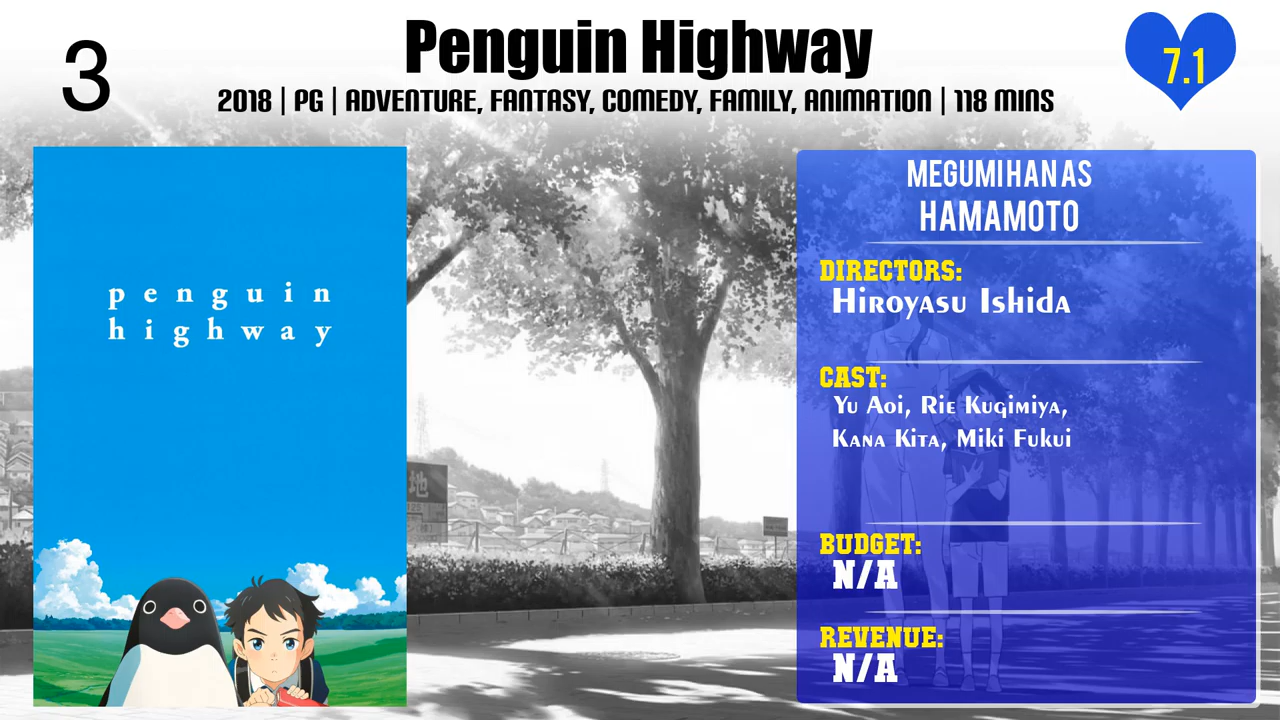 3
Penguin Highway
7.1
2018 | PG | ADVENTURE, FANTASY, COMEDY, FAMILY, ANIMATION | 118 MINS
penguin
highway
地
MEGUMI HAN AS
HAMAMOTO
DIRECTORS:
Hiroyasu Ishida
CAST:
Yu Aoi, Rie Kugimiya,
Kana Kita, Miki Fukui
BUDGET:
N/A
REVENUE:
N/A